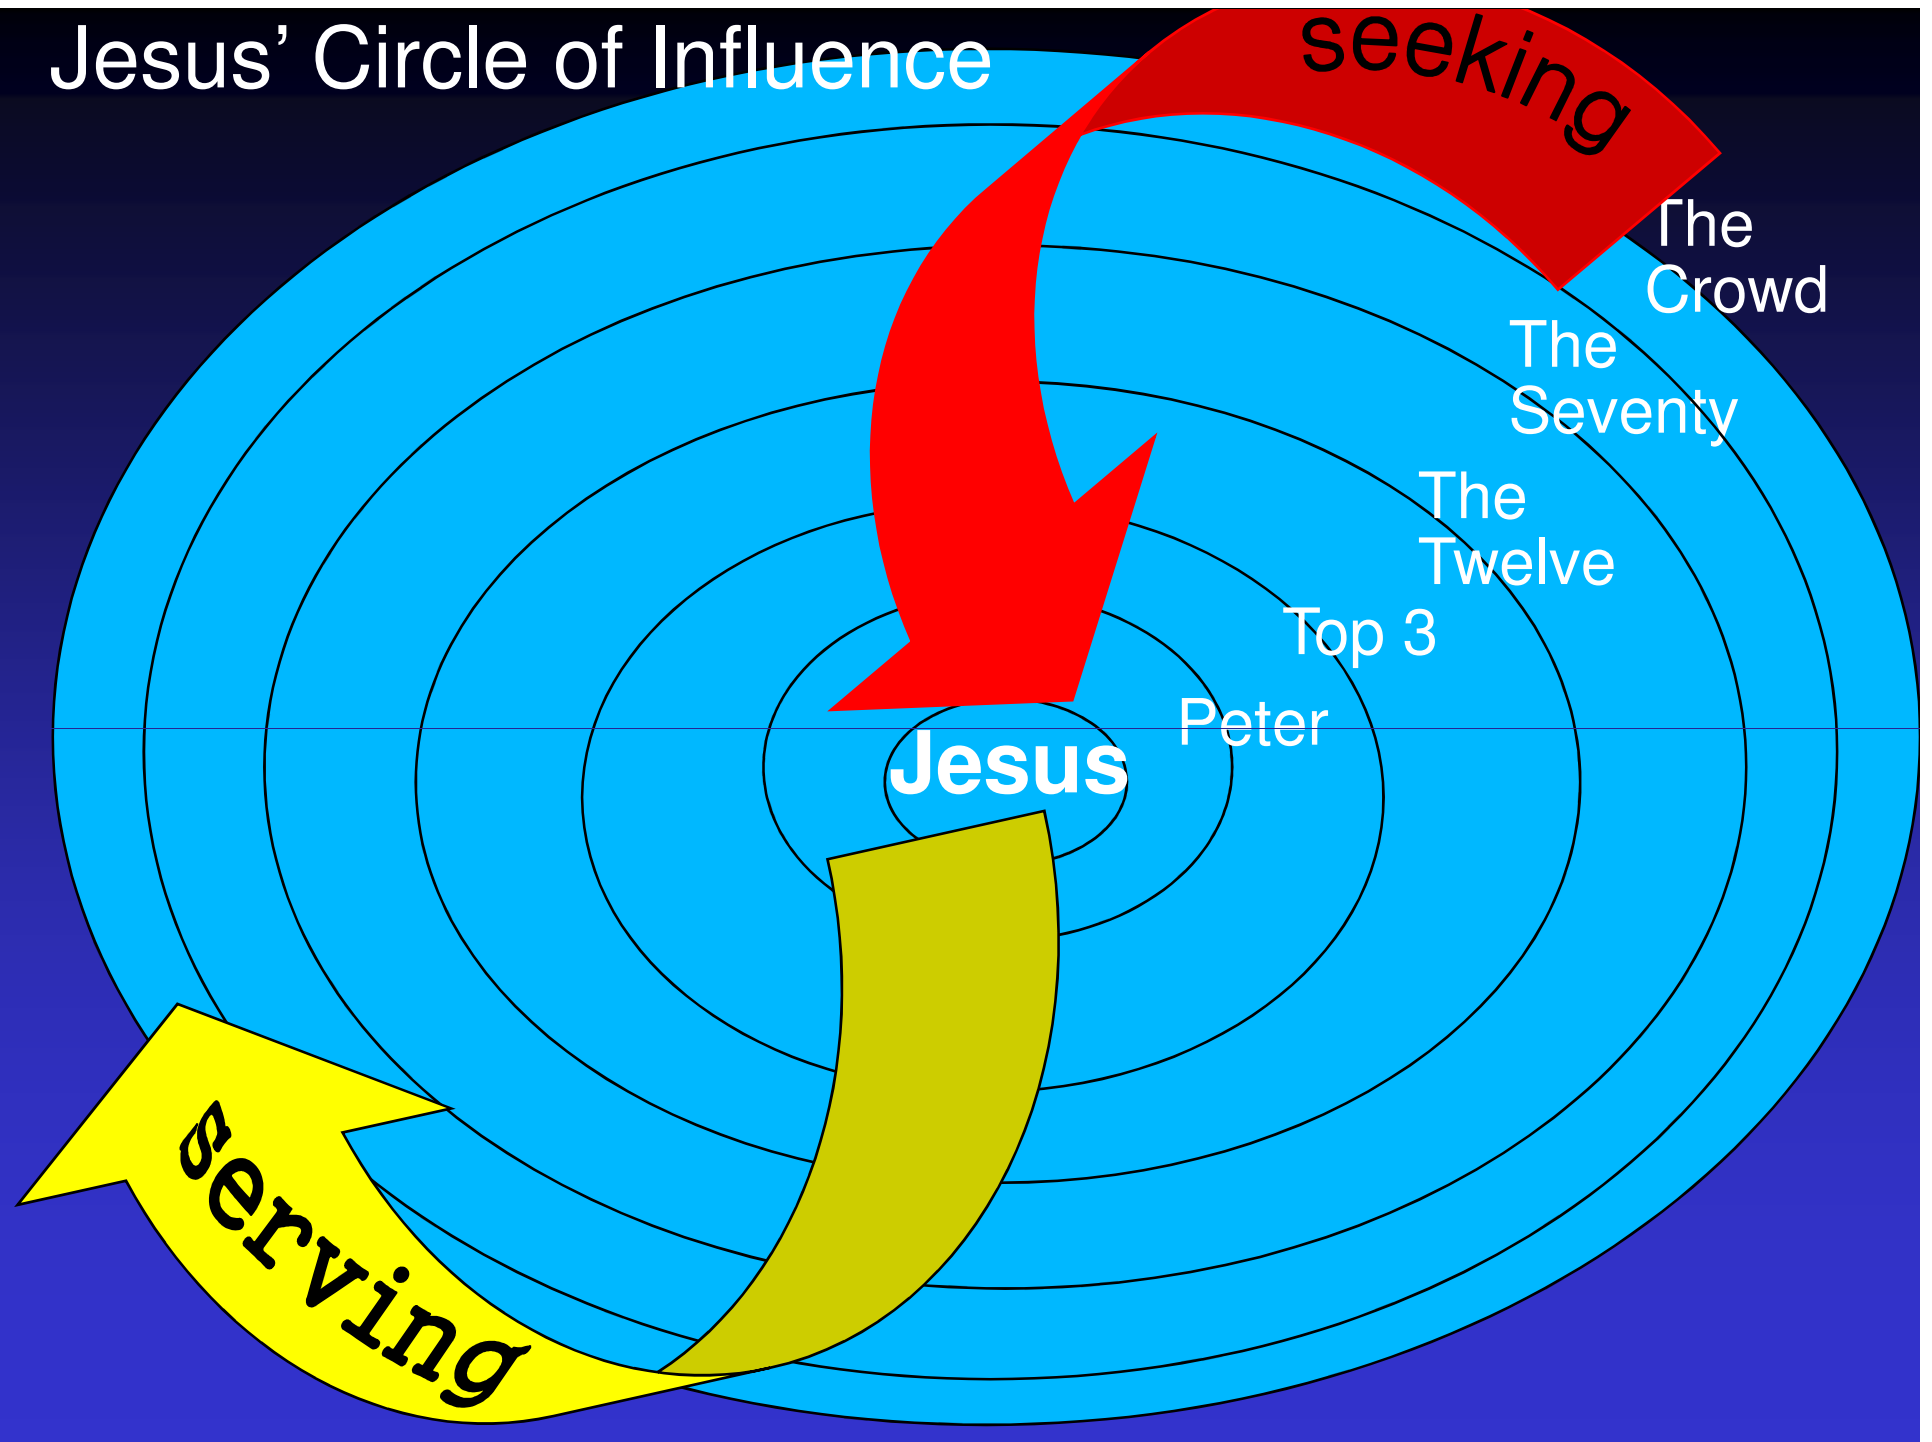 Jesus’ Circle of Influence
seeking
The
Crowd
The
Seventy
The
Twelve
Top 3
Peter
Jesus
serving